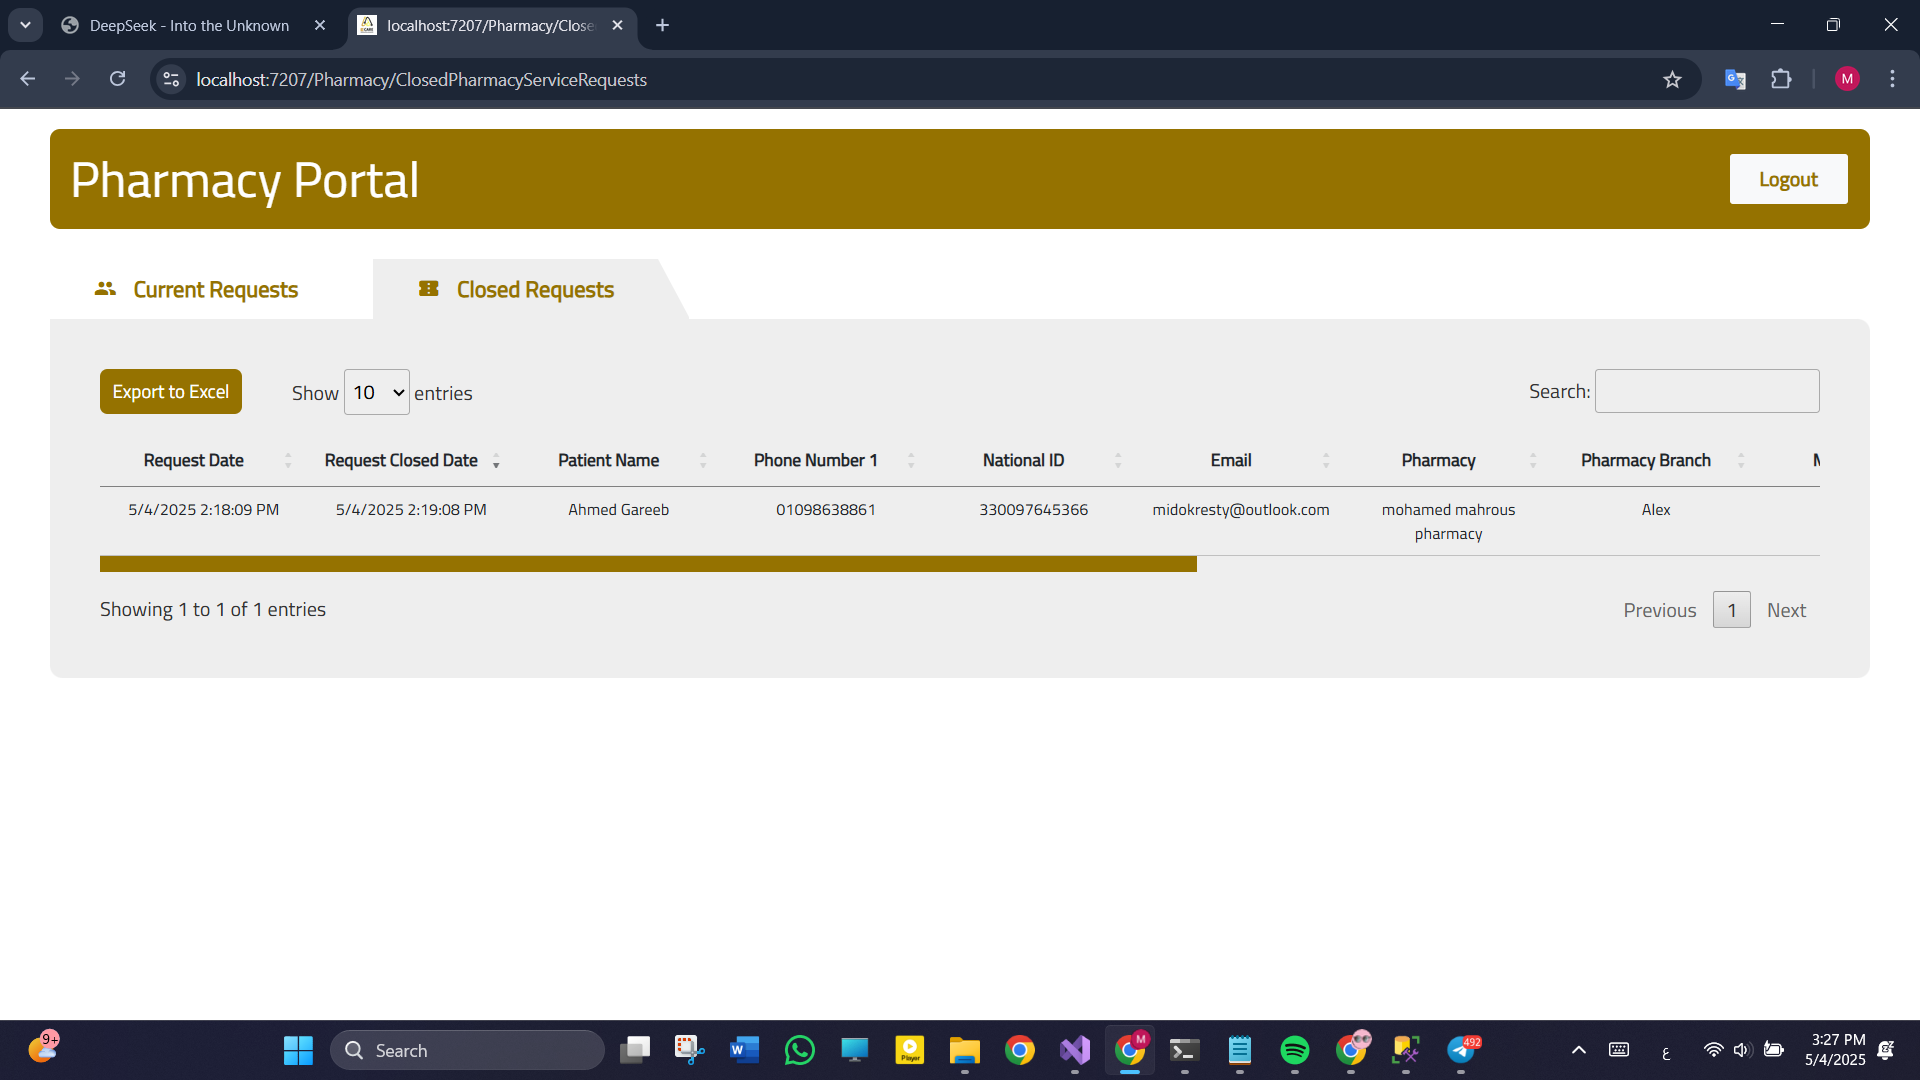 DeepSeek - Into the Unknown
localhost:7207/Pharmacy/Close
localhost:7207/Pharmacy/ClosedPharmacyServiceRequests
M
Pharmacy Portal
Logout
Current Requests
Closed Requests
Export to Excel
Show 10 entries
Search:
Request Date Request Closed Date Patient Name Phone Number 1 National ID Email Pharmacy Pharmacy Branch
5/4/2025 2:18:09 PM 5/4/2025 2:19:08 PM Ahmed Gareeb 01098638861 330097645366 midokresty@outlook.com mohamed mahrous Alex
pharmacy
Showing 1 to 1 of 1 entries
Previous 1 Next
9+
Search
W
Player
M
492
ع
3:27 PM
5/4/2025